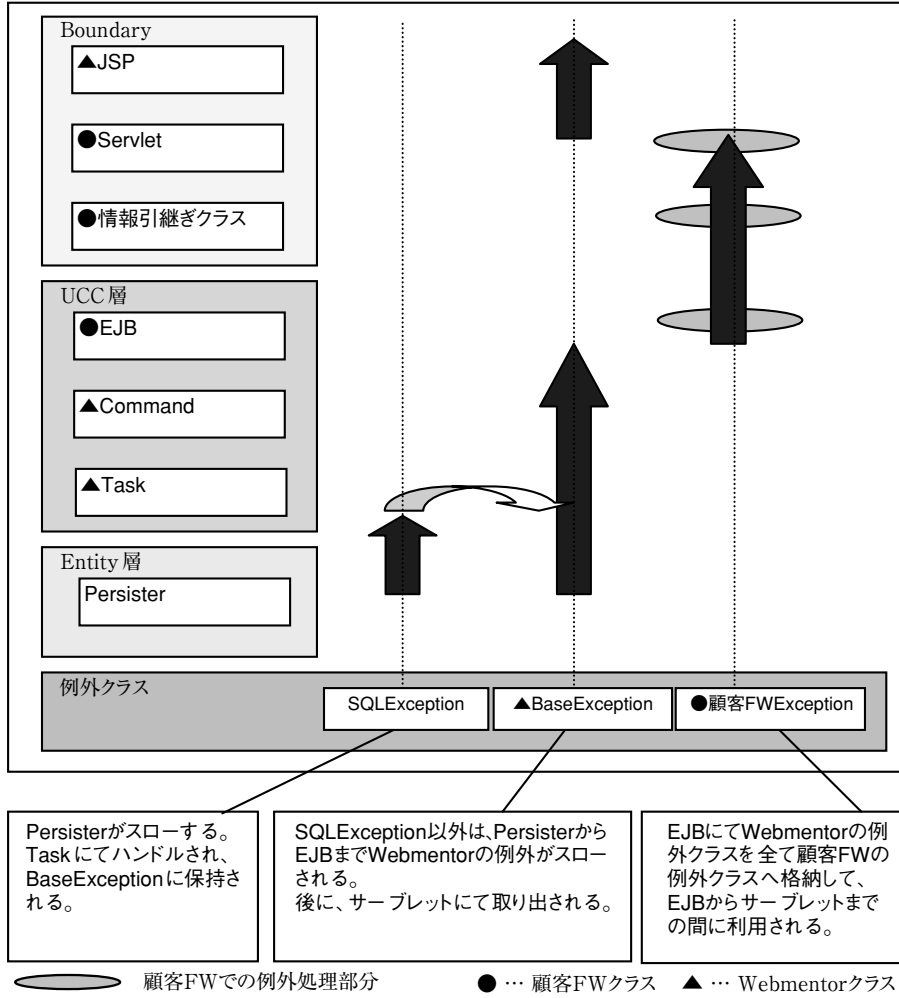 Boundary
▲JSP
●Servlet
●情報引継ぎクラス
UCC層
●EJB
▲Command
▲Task
Entity層
Persister
例外クラス
SQLException
▲BaseException
●顧客FWException
Persisterがスローする。
Taskにてハンドルされ、
BaseExceptionに保持さ
れる。
SQLException以外は、Persisterから
EJBまでWebmentorの例外がスロー
される。
後に、サーブレットにて取り出される。
EJBにてWebmentorの例
外クラスを全て顧客FWの
例外クラスへ格納して、
EJBからサーブレットまで
の間に利用される。
顧客FWでの例外処理部分
●… 顧客FWクラス ▲… Webmentorクラス